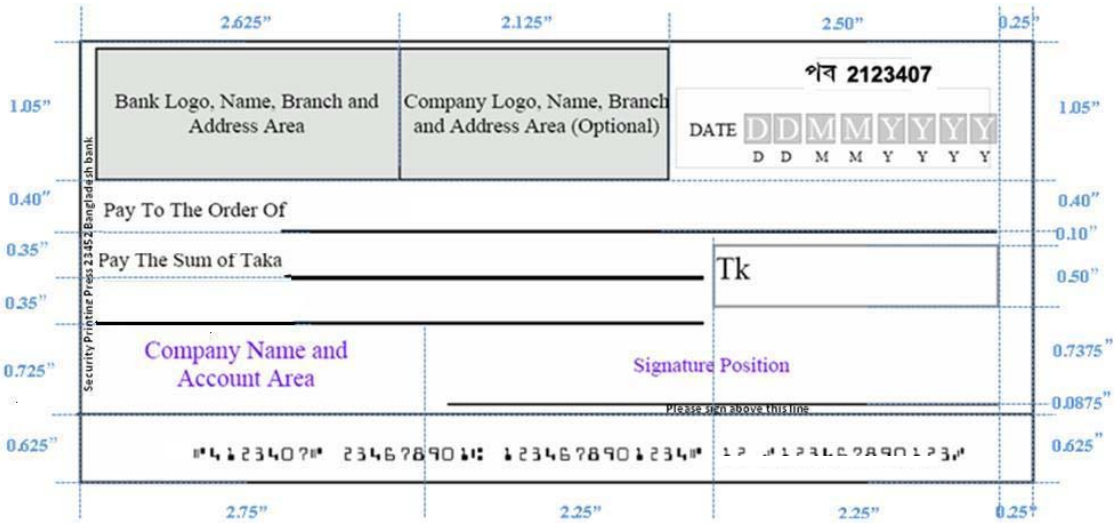 2.625” 2.125” 2.50” 0.25”
পব 2123407
1.05” Bank Logo, Name, Branch and Address Area Company Logo, Name, Branch and Address Area (Optional) 1.05”
DATE D D M M Y Y Y Y
D D M M Y Y Y Y
Security Printing Press 23452 Bangladesh bank
0.40” Pay To The Order Of 0.40”
0.10”
0.35” Pay The Sum of Taka Tk 0.50”
0.35”
Company Name and
Account Area
Signature Position
0.725” 0.7375”
Please sign above this line 0.0875”
0.625” ⑈4123407⑈ 234678901⑆ 1234678901234⑈ 12 0.625”
2.75” 2.25” 2.25” 0.25”